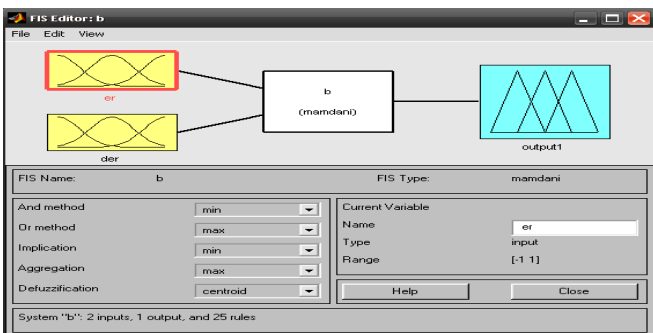 FIS Editor: b
File Edit View
er
b
(mamdani)
der
output1
FIS Name: b FIS Type: mamdani
And method min
Or method max
Implication min
Aggregation max
Defuzzification centroid
Current Variable
Name er
Type input
Range [-1 1]
Help Close
System "b": 2 inputs, 1 output, and 25 rules